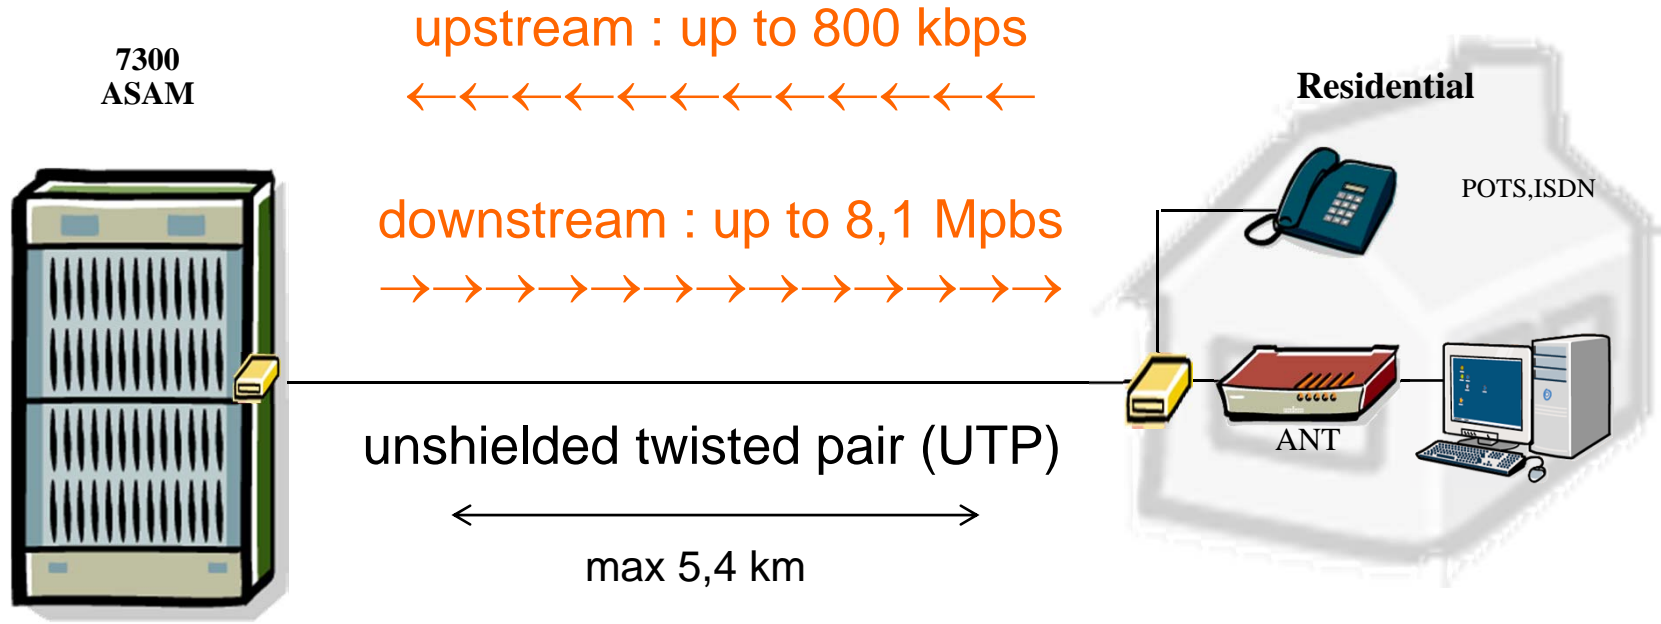 upstream : up to 800 kbps
7300
ASAM
Residential
POTS,ISDN
downstream : up to 8,1 Mpbs
ANT
unshielded twisted pair (UTP)
max 5,4 km